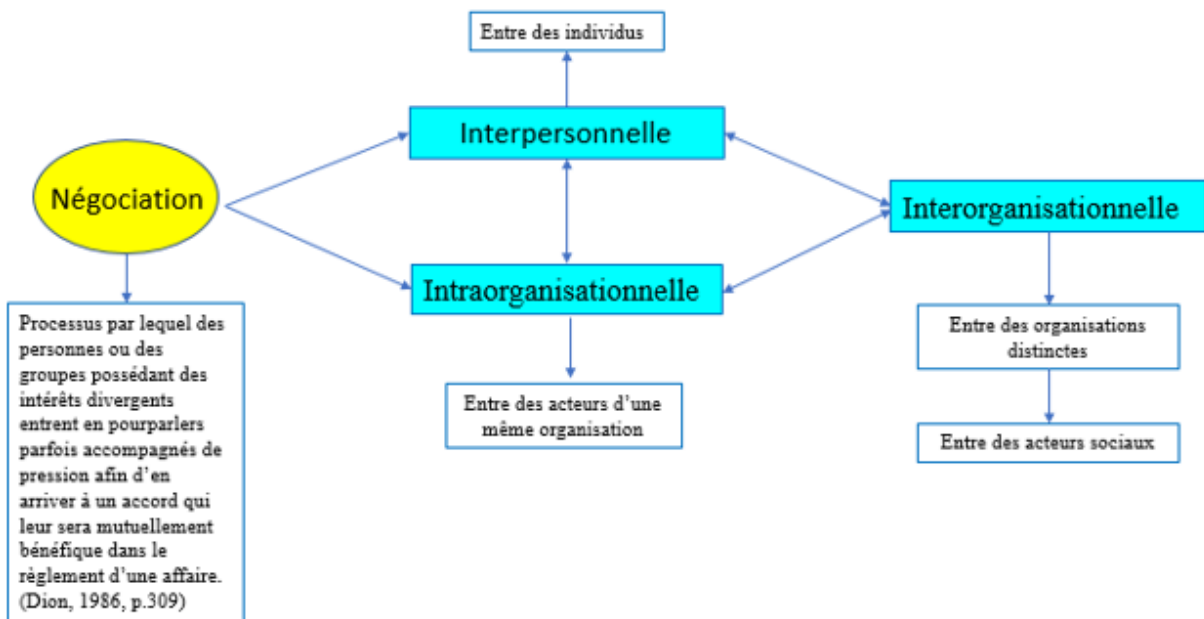 Entre des individus
Interpersonnelle
Négociation
Interorganisationnelle
Intraorganisationnelle
Processus par lequel des
personnes ou des
groupes possédant des
intérêts divergents
entrent en pourparlers
parfois accompagnés de
pression afin d’en
arriver à un accord qui
leur sera mutuellement
bénéfique dans le
règlement d’une affaire.
(Dion, 1986, p.309)
Entre des acteurs d’une
même organisation
Entre des organisations
distinctes
Entre des acteurs sociaux